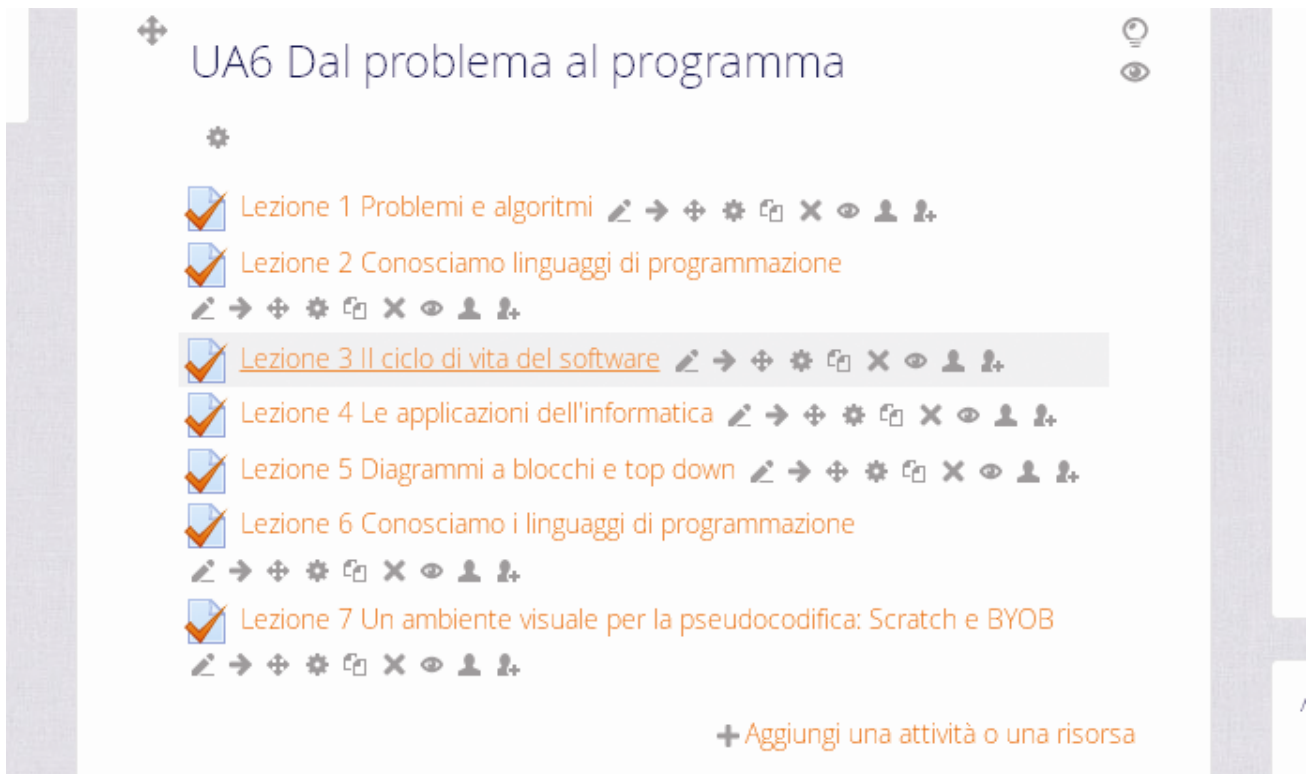 UA6 Dal problema al programma
Lezione 1 Problemi e algoritmi
Lezione 2 Conosciamo linguaggi di programmazione
Lezione 3 Il ciclo di vita del software
Lezione 4 Le applicazioni dell'informatica
Lezione 5 Diagrammi a blocchi e top down
Lezione 6 Conosciamo i linguaggi di programmazione
Lezione 7 Un ambiente visuale per la pseudocodifica: Scratch e BYOB
Aggiungi una attività o una risorsa